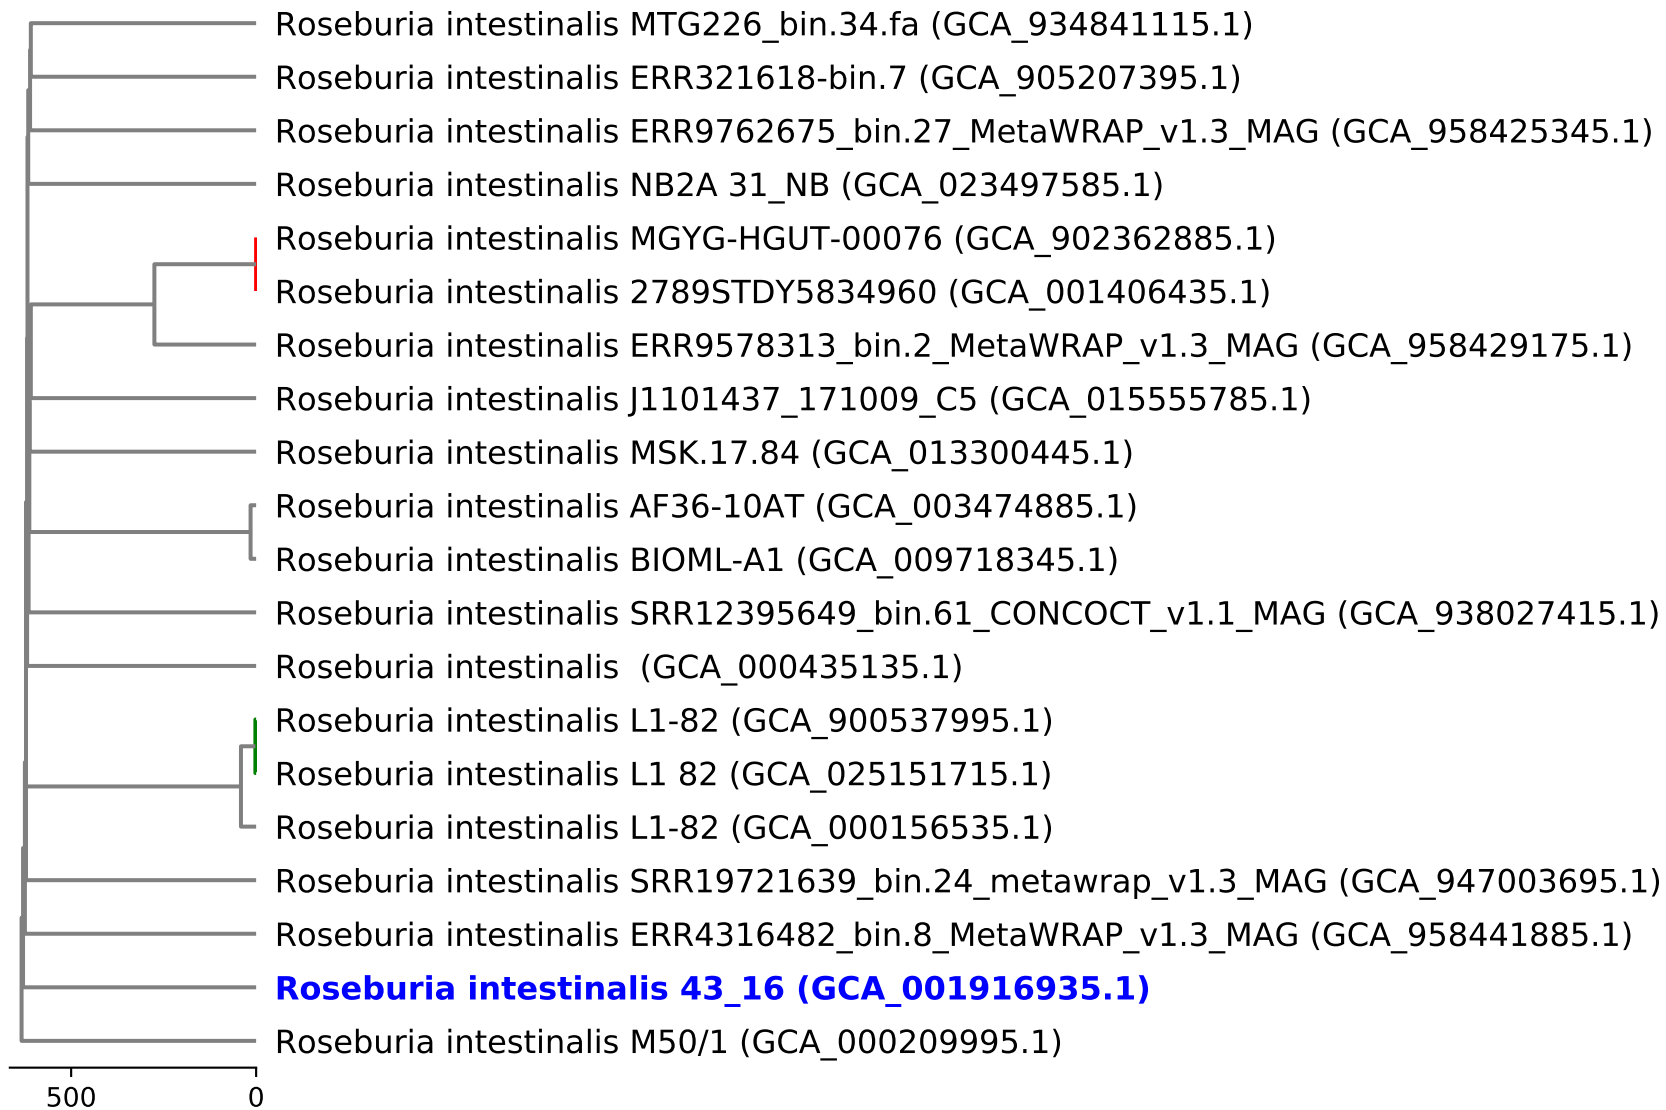 Roseburia intestinalis MTG226_bin.34.fa (GCA_934841115.1)
Roseburia intestinalis ERR321618-bin.7 (GCA_905207395.1)
Roseburia intestinalis ERR9762675_bin.27_MetaWRAP_v1.3_MAG (GCA_958425345.1)
Roseburia intestinalis NB2A 31_NB (GCA_023497585.1)
Roseburia intestinalis MGYG-HGUT-00076 (GCA_902362885.1)
Roseburia intestinalis 2789STDY5834960 (GCA_001406435.1)
Roseburia intestinalis ERR9578313_bin.2_MetaWRAP_v1.3_MAG (GCA_958429175.1)
Roseburia intestinalis J1101437_171009_C5 (GCA_015555785.1)
Roseburia intestinalis MSK.17.84 (GCA_013300445.1)
Roseburia intestinalis AF36-10AT (GCA_003474885.1)
Roseburia intestinalis BIOML-A1 (GCA_009718345.1)
Roseburia intestinalis SRR12395649_bin.61_CONCOCT_v1.1_MAG (GCA_938027415.1)
Roseburia intestinalis  (GCA_000435135.1)
Roseburia intestinalis L1-82 (GCA_900537995.1)
Roseburia intestinalis L1 82 (GCA_025151715.1)
Roseburia intestinalis L1-82 (GCA_000156535.1)
Roseburia intestinalis SRR19721639_bin.24_metawrap_v1.3_MAG (GCA_947003695.1)
Roseburia intestinalis ERR4316482_bin.8_MetaWRAP_v1.3_MAG (GCA_958441885.1)
Roseburia intestinalis 43_16 (GCA_001916935.1)
Roseburia intestinalis M50/1 (GCA_000209995.1)
500 0